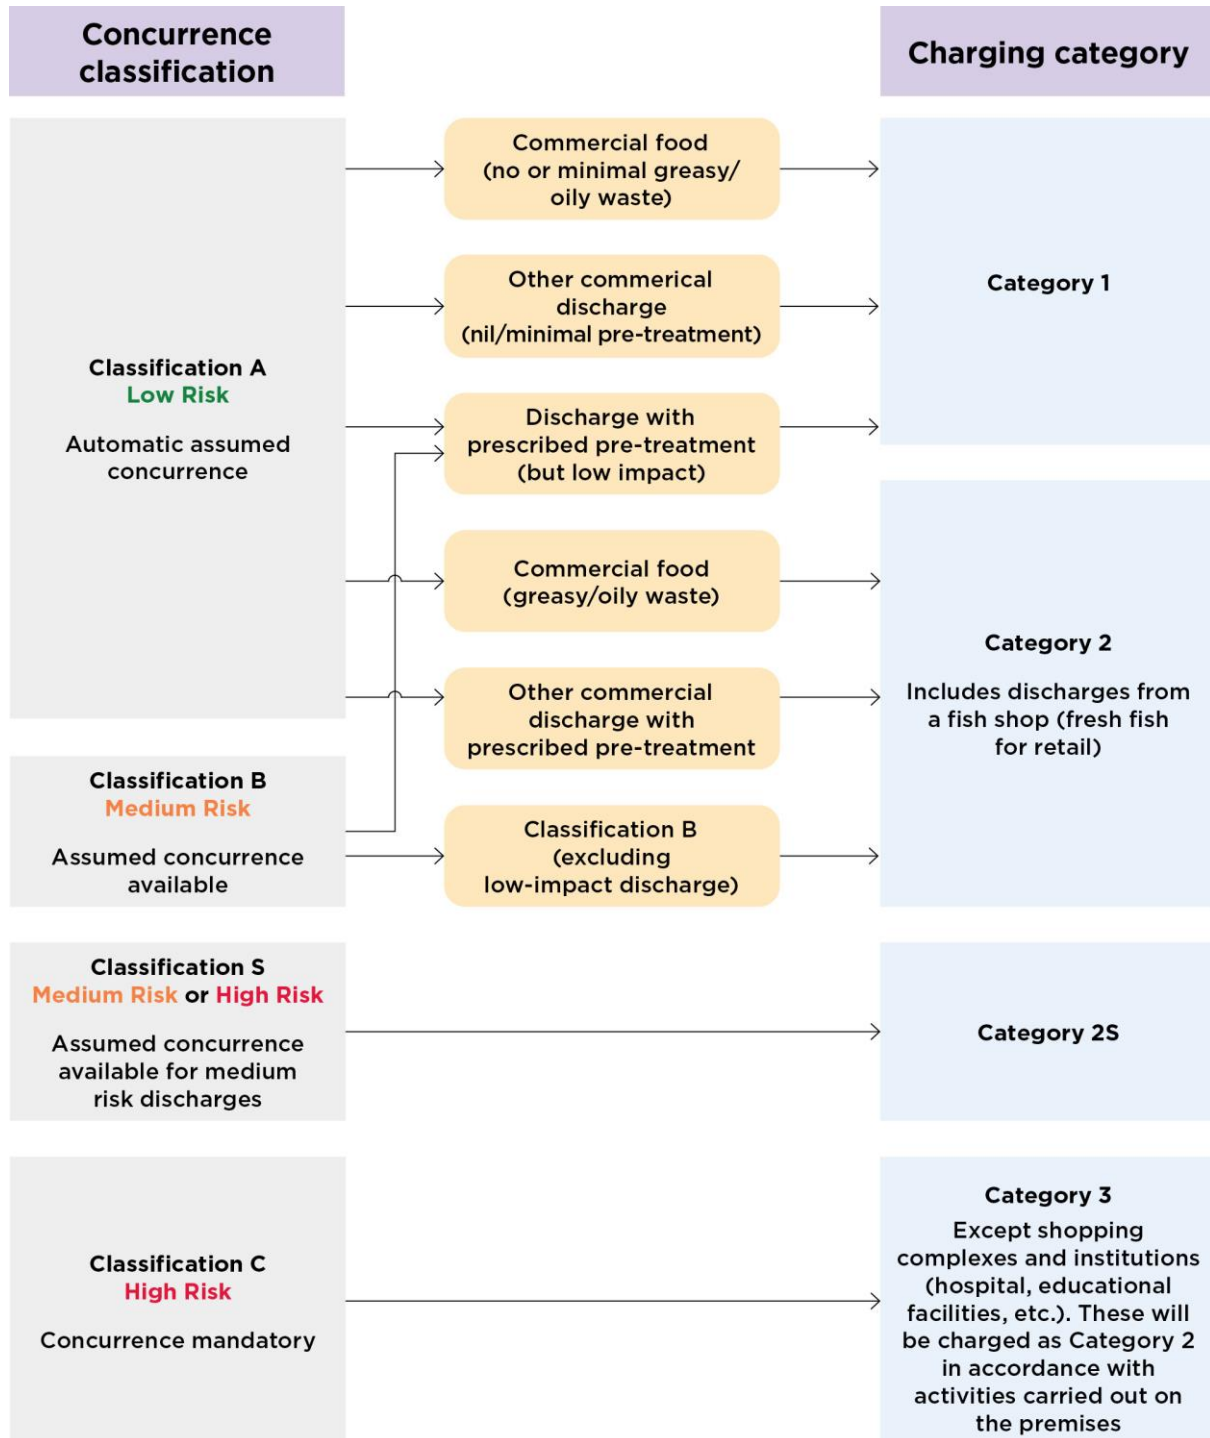 Concurrence
classification
Charging category
Classification A
Low Risk
Automatic assumed
concurrence
Commercial food
(no or minimal greasy/
oily waste)
Other commerical
discharge
(nil/minimal pre-treatment)
Discharge with
prescribed pre-treatment
(but low impact)
Commercial food
(greasy/oily waste)
Other commercial
discharge with
prescribed pre-treatment
Category 1
Category 2
Includes discharges from
a fish shop (fresh fish
for retail)
Classification B
Medium Risk
Assumed concurrence
available
Classification B
(excluding
low-impact discharge)
Classification S
Medium Risk or High Risk
Assumed concurrence
available for medium
risk discharges
Category 2S
Classification C
High Risk
Concurrence mandatory
Category 3
Except shopping
complexes and institutions
(hospital, educational
facilities, etc.). These will
be charged as Category 2
in accordance with
activities carried out on
the premises